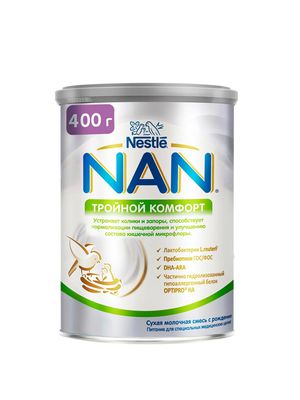 400 г
Nestlé
NAN®
ТРОЙНОЙ КОМФОРТ
Устраняет колики и запоры, способствует
нормализации пищеварения и улучшению
состава кишечной микрофлоры.
Лактобактерии L.reuteri
Пребиотики ГОС/ФОС
DHA-ARA
Частично гидролизованный
гипоаллергенный белок
OPTIPRO® HA
Сухая молочная смесь с рождения
Питание для специальных медицинских целей